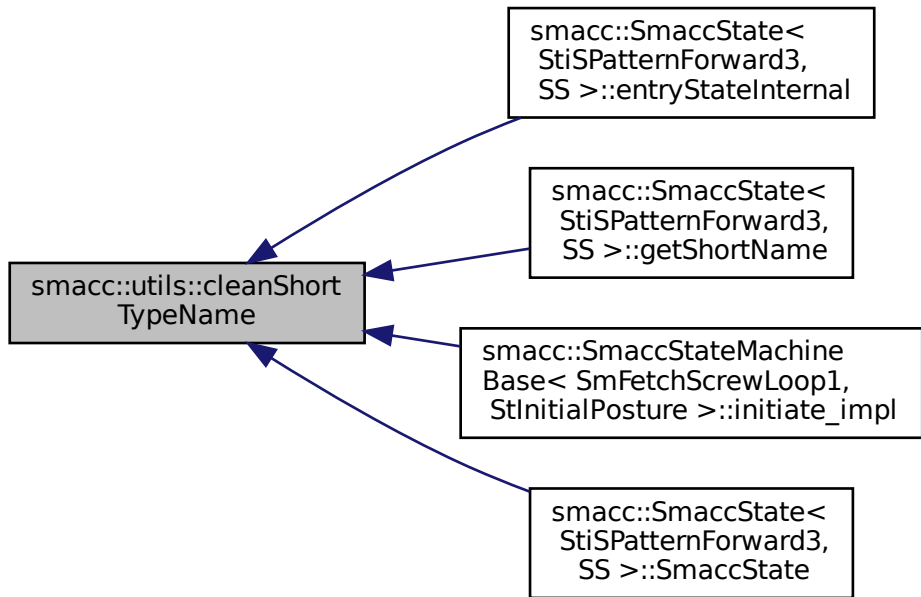 smacc::SmaccState<
StiSPatternForward3,
SS >::entryStateInternal
smacc::SmaccState<
StiSPatternForward3,
SS >::getShortName
smacc::utils::cleanShort
TypeName
smacc::SmaccStateMachine
Base< SmFetchScrewLoop1,
StInitialPosture >::initiate_impl
smacc::SmaccState<
StiSPatternForward3,
SS >::SmaccState